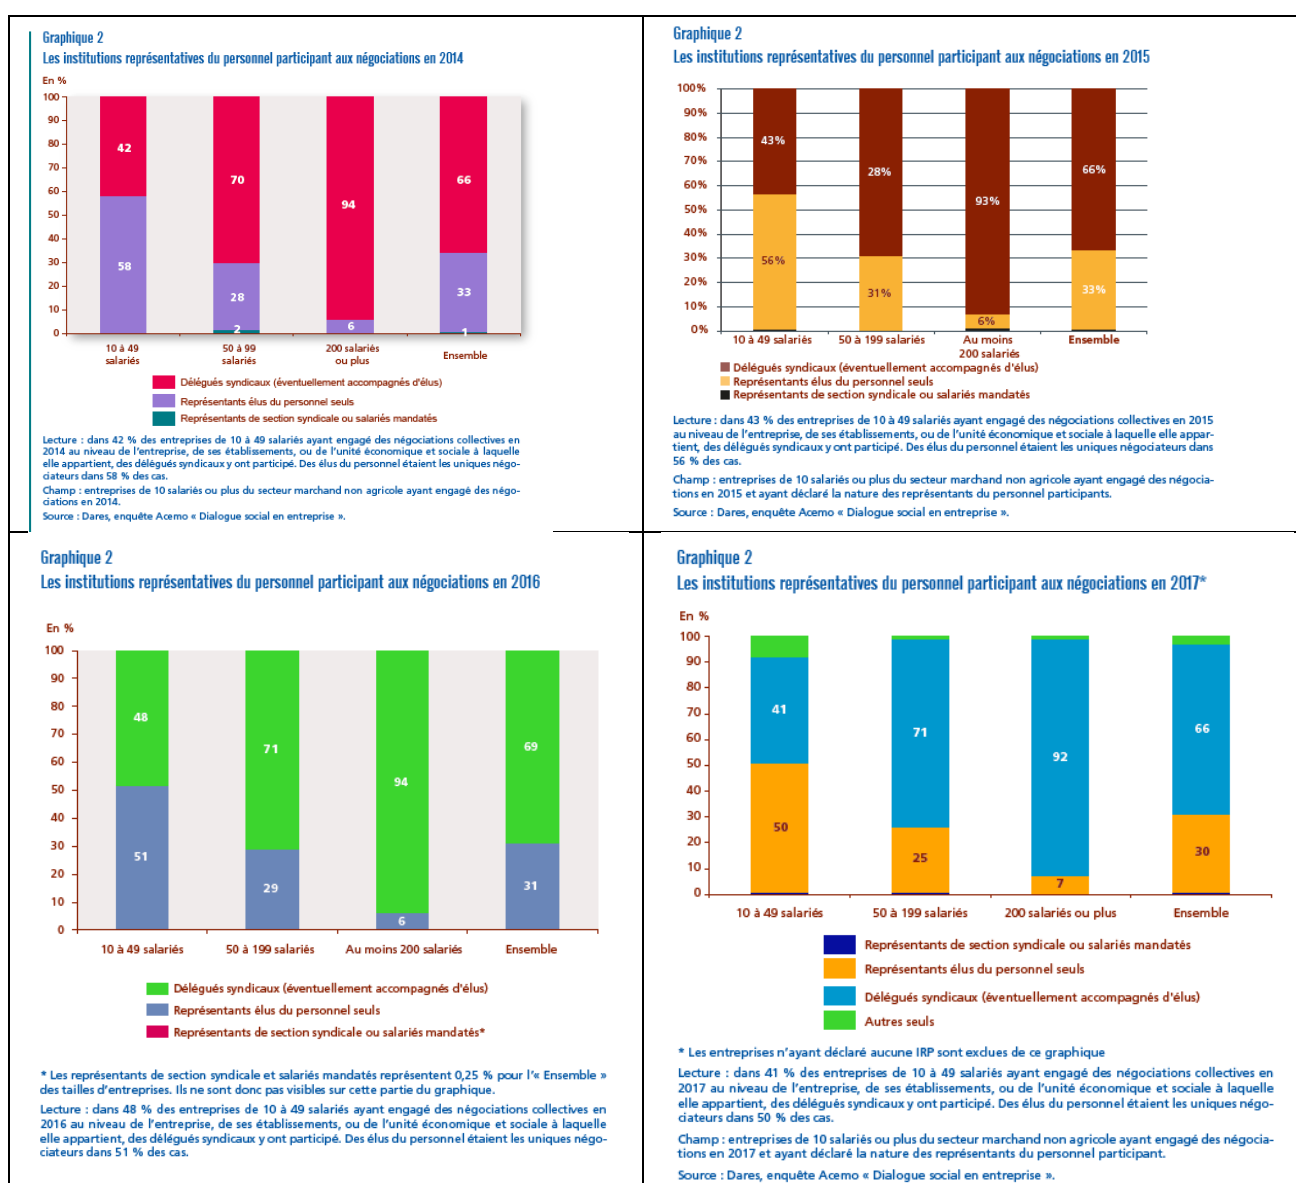 Graphique 2
Les institutions représentatives du personnel participant aux négociations en 2014
En %
100
90
80
70
60
50
40
30
20
10
0
42
58
70
28
2
94
6
66
33
1
10 à 49
salariés
50 à 99
salariés
200 salariés
ou plus
Ensemble
Délégués syndicaux (éventuellement accompagnés d'élus)
Représentants élus du personnel seuls
Représentants de section syndicale ou salariés mandatés
Lecture : dans 42 % des entreprises de 10 à 49 salariés ayant engagé des négociations collectives en
2014 au niveau de l'entreprise, de ses établissements, ou de l'unité économique et sociale à laquelle
elle appartient, des délégués syndicaux y ont participé. Des élus du personnel étaient les uniques négo-
ciateurs dans 58 % des cas.
Champ : entreprises de 10 salariés ou plus du secteur marchand non agricole ayant engagé des négo-
ciations en 2014.
Source : Dares, enquête Acemo « Dialogue social en entreprise ».
Graphique 2
Les institutions représentatives du personnel participant aux négociations en 2015
100%
90%
80%
70%
60%
50%
40%
30%
20%
10%
0%
43%
56%
28%
31%
93%
6%
66%
33%
10 à 49 salariés
50 à 199 salariés
Au moins
200 salariés
Ensemble
Délégués syndicaux (éventuellement accompagnés d'élus)
Représentants élus du personnel seuls
Représentants de section syndicale ou salariés mandatés
Lecture : dans 43 % des entreprises de 10 à 49 salariés ayant engagé des négociations collectives en 2015
au niveau de l'entreprise, de ses établissements, ou de l'unité économique et sociale à laquelle elle appar-
tient, des délégués syndicaux y ont participé. Des élus du personnel étaient les uniques négociateurs dans
56 % des cas.
Champ : entreprises de 10 salariés ou plus du secteur marchand non agricole ayant engagé des négocia-
tions en 2015 et ayant déclaré la nature des représentants du personnel participants.
Source : Dares, enquête Acemo « Dialogue social en entreprise ».
Graphique 2
Les institutions représentatives du personnel participant aux négociations en 2016
En %
100
90
80
70
60
50
40
30
20
10
0
48
51
71
29
94
6
69
31
10 à 49 salariés
50 à 199 salariés
Au moins 200 salariés
Ensemble
Délégués syndicaux (éventuellement accompagnés d'élus)
Représentants élus du personnel seuls
Représentants de section syndicale ou salariés mandatés*
* Les représentants de section syndicale et salariés mandatés représentent 0,25 % pour l'« Ensemble »
des tailles d'entreprises. Ils ne sont donc pas visibles sur cette partie du graphique.
Lecture : dans 48 % des entreprises de 10 à 49 salariés ayant engagé des négociations collectives en
2016 au niveau de l'entreprise, de ses établissements, ou de l'unité économique et sociale à laquelle
elle appartient, des délégués syndicaux y ont participé. Des élus du personnel étaient les uniques négo-
ciateurs dans 51 % des cas.
Graphique 2
Les institutions représentatives du personnel participant aux négociations en 2017*
En %
100
90
80
70
60
50
40
30
20
10
0
41
50
71
25
92
7
66
30
10 à 49 salariés
50 à 199 salariés
200 salariés ou plus
Ensemble
Représentants de section syndicale ou salariés mandatés
Représentants élus du personnel seuls
Délégués syndicaux (éventuellement accompagnés d'élus)
Autres seuls
* Les entreprises n'ayant déclaré aucune IRP sont exclues de ce graphique
Lecture : dans 41 % des entreprises de 10 à 49 salariés ayant engagé des négociations collectives en
2017 au niveau de l'entreprise, de ses établissements, ou de l'unité économique et sociale à laquelle
elle appartient, des délégués syndicaux y ont participé. Des élus du personnel étaient les uniques négo-
ciateurs dans 50 % des cas.
Champ : entreprises de 10 salariés ou plus du secteur marchand non agricole ayant engagé des négocia-
tions en 2017 et ayant déclaré la nature des représentants du personnel participant.
Source : Dares, enquête Acemo « Dialogue social en entreprise ».